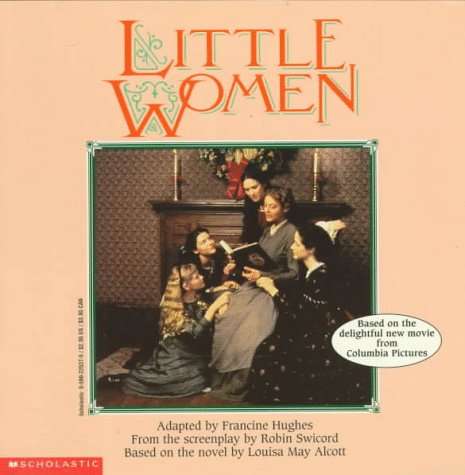 LITTLE
WOMEN
Based on the
delightful new movie
from
Columbia Pictures
Adapted by Francine Hughes
From the screenplay by Robin Swicord
Based on the novel by Louisa May Alcott
SCHOLASTIC